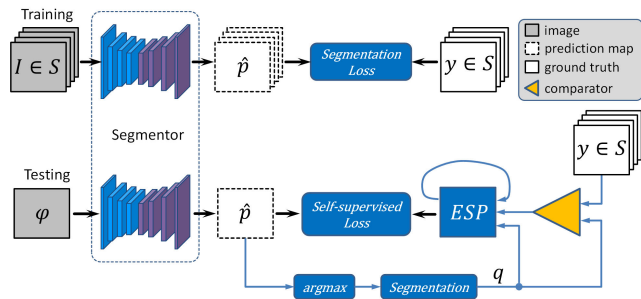 Training
I ∈ S
p̂
Segmentation
Loss
y ∈ S
image
prediction map
ground truth
comparator
Segmentor
y ∈ S
Testing
φ
p̂
Self-supervised
Loss
ESP
argmax
Segmentation
q